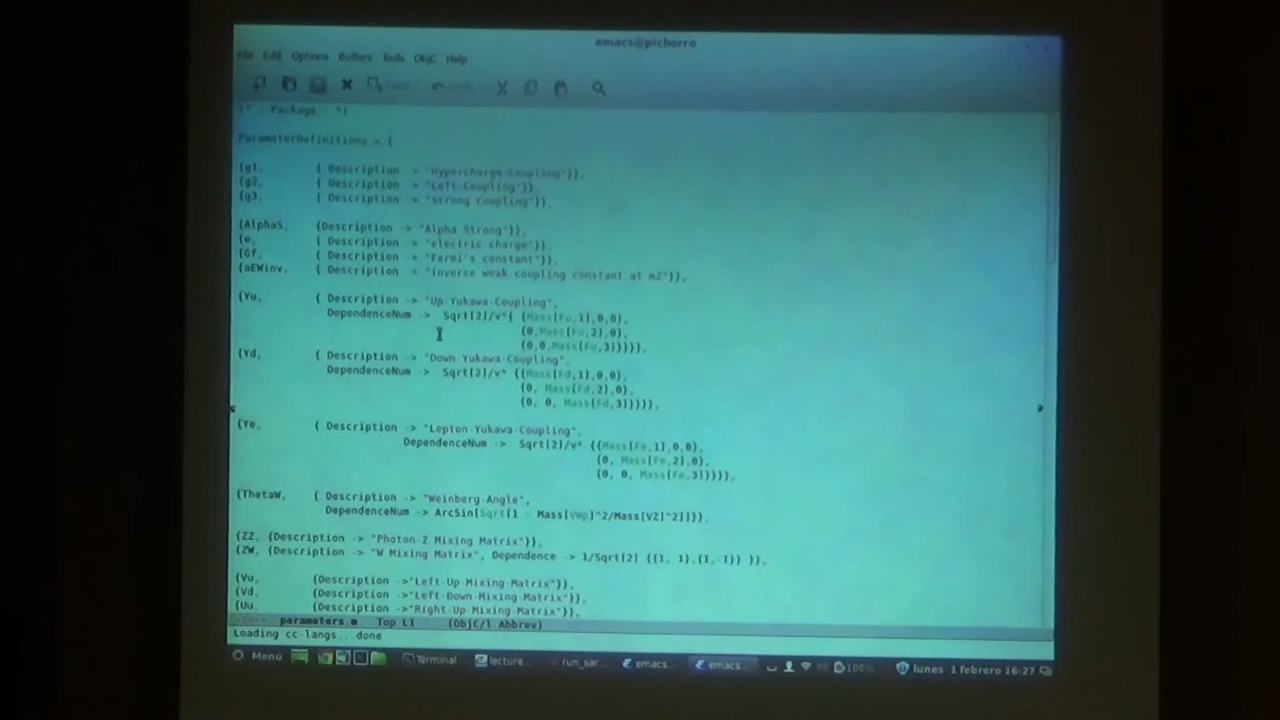 emacs@pichorro
File Edit Options Buffers Tools ObjC Help
(* ::Package:: *)
ParameterDefinitions = {
{g1, { Description -> "Hypercharge-Coupling"}},
{g2, { Description -> "Left-Coupling"}},
{g3, { Description -> "Strong-Coupling"}},
{AlphaS, {Description -> "Alpha Strong"}},
{e, { Description -> "electric charge"}},
{Gf, { Description -> "Fermi's constant"}},
{aEWinv, { Description -> "inverse weak coupling constant at mZ"}},
{Yu, { Description -> "Up-Yukawa-Coupling",
DependenceNum -> Sqrt[2]/v*{ {Mass[Fu,1],0,0},
{0,Mass[Fu,2],0},
{0,0,Mass[Fu,3]}}}},
{Yd, { Description -> "Down-Yukawa-Coupling",
DependenceNum -> Sqrt[2]/v* {{Mass[Fd,1],0,0},
{0, Mass[Fd,2],0},
{0, 0, Mass[Fd,3]}}}},
{Ye, { Description -> "Lepton-Yukawa-Coupling",
DependenceNum -> Sqrt[2]/v* {{Mass[Fe,1],0,0},
{0, Mass[Fe,2],0},
{0, 0, Mass[Fe,3]}}}},
{ThetaW, { Description -> "Weinberg-Angle",
DependenceNum -> ArcSin[Sqrt[1 - Mass[VWp]^2/Mass[VZ]^2]]}},
{ZZ, {Description -> "Photon-Z Mixing Matrix"}},
{ZW, {Description -> "W Mixing Matrix", Dependence -> 1/Sqrt[2] {{1, 1},{I,-I}} }},
{Vu, {Description ->"Left-Up-Mixing-Matrix"}},
{Vd, {Description ->"Left-Down-Mixing-Matrix"}},
{Uu, {Description ->"Right-Up-Mixing-Matrix"}},
parameters.m Top L1 (ObjC/l Abbrev)
Loading cc-langs...done
Menú Terminal lecture... run_sar... emacs... emacs... 100% lunes 1 febrero 16:27